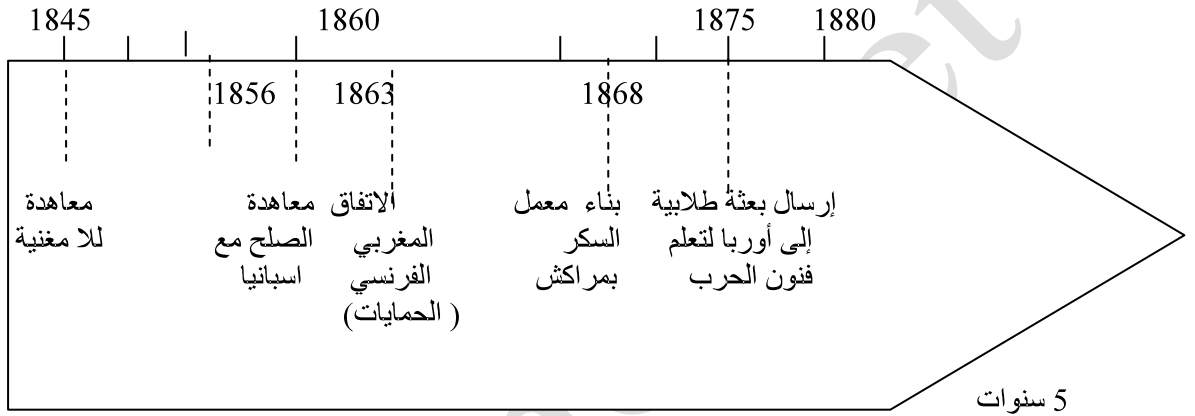 1845 1860 1875 1880
1856 1863 1868
معاهدة
للا مغنية
معاهدة
الصلح مع
اسبانيا
الاتفاق
المغربي
الفرنسي
(الحمايات)
بناء معمل
السكر
بمراكش
إرسال بعثة طلابية
إلى أوربا لتعلم
فنون الحرب
5 سنوات